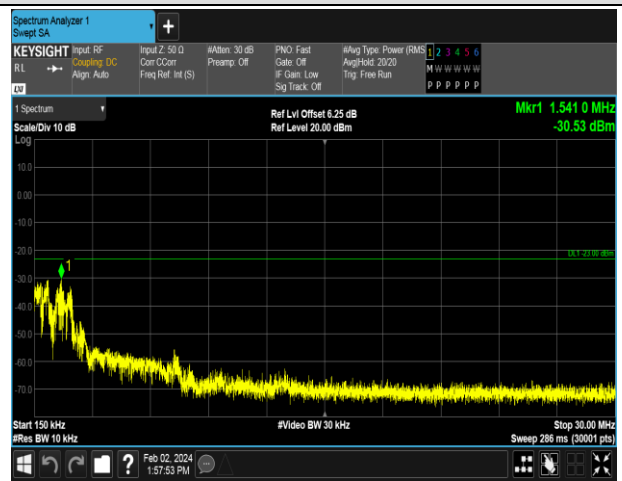 Spectrum Analyzer 1
Swept SA
KEYSIGHT
RL
LXI
Input: RF
Coupling: DC
Align: Auto
Input Z: 50 Ω
Corr CCorr
Freq Ref: Int (S)
#Atten: 30 dB
Preamp: Off
PNO: Fast
Gate: Off
IF Gain: Low
Sig Track: Off
#Avg Type: Power (RMS
Avg|Hold: 20/20
Trig: Free Run
1 2 3 4 5 6
M W W W W W
P P P P P P
1 Spectrum
Scale/Div 10 dB
Ref Lvl Offset 6.25 dB
Ref Level 20.00 dBm
Mkr1 1.541 0 MHz
-30.53 dBm
Log
10.0
0.00
-10.0
-20.0
DL1 -23.00 dBm
1
-30.0
-40.0
-50.0
-60.0
-70.0
Start 150 kHz
#Video BW 30 kHz
Stop 30.00 MHz
#Res BW 10 kHz
Sweep 286 ms (30001 pts)
Feb 02, 2024
1:57:53 PM